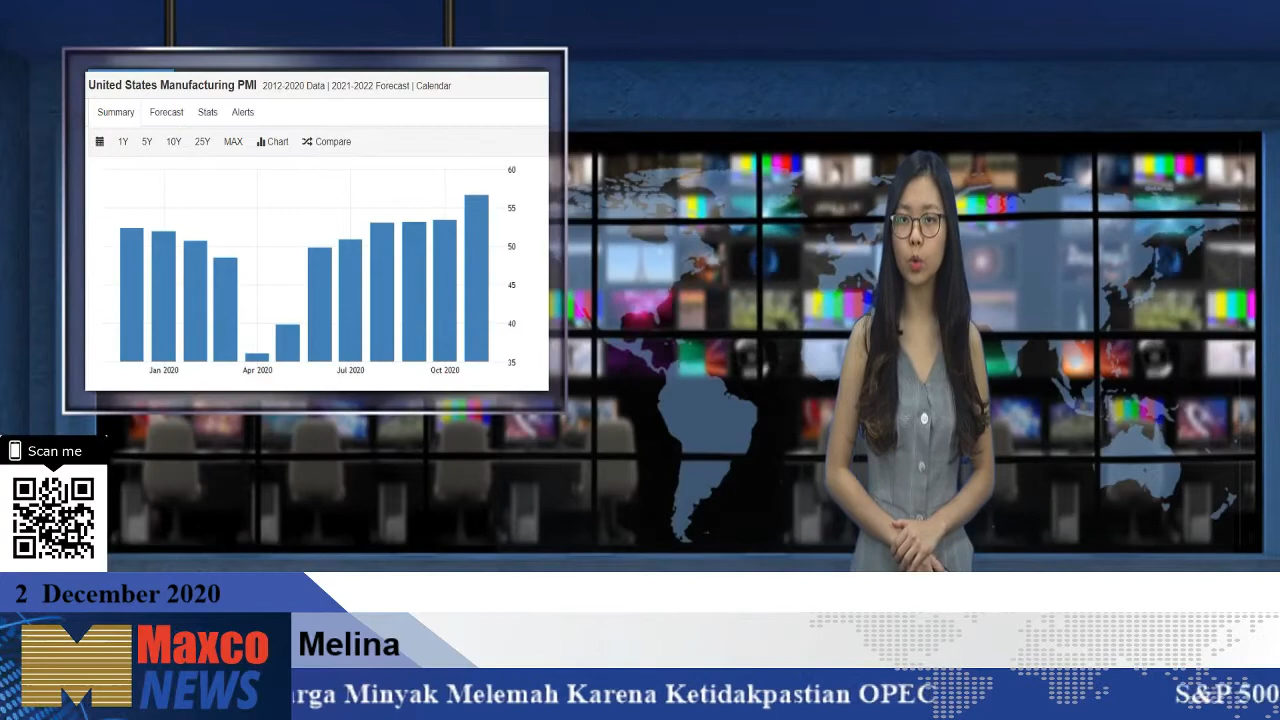 United States Manufacturing PMI 2012-2020 Data | 2021-2022 Forecast | Calendar
Summary Forecast Stats Alerts
1Y 5Y 10Y 25Y MAX Chart Compare
60
55
50
45
40
35
Jan 2020 Apr 2020 Jul 2020 Oct 2020
Scan me
2 December 2020
Maxco
NEWS
Melina
Melemah Karena Ketidakpastian OPEC
S&P 500